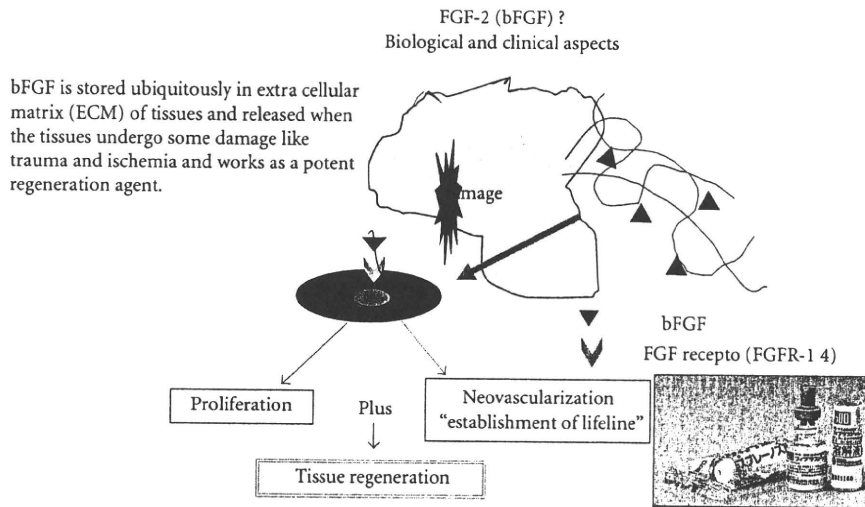 FGF-2 (bFGF) ?
Biological and clinical aspects
bFGF is stored ubiquitously in extra cellular
matrix (ECM) of tissues and released when
the tissues undergo some damage like
trauma and ischemia and works as a potent
regeneration agent.
mage
bFGF
FGF recepto (FGFR-1 4)
Proliferation
Plus
Neovascularization
“establishment of lifeline”
Tissue regeneration